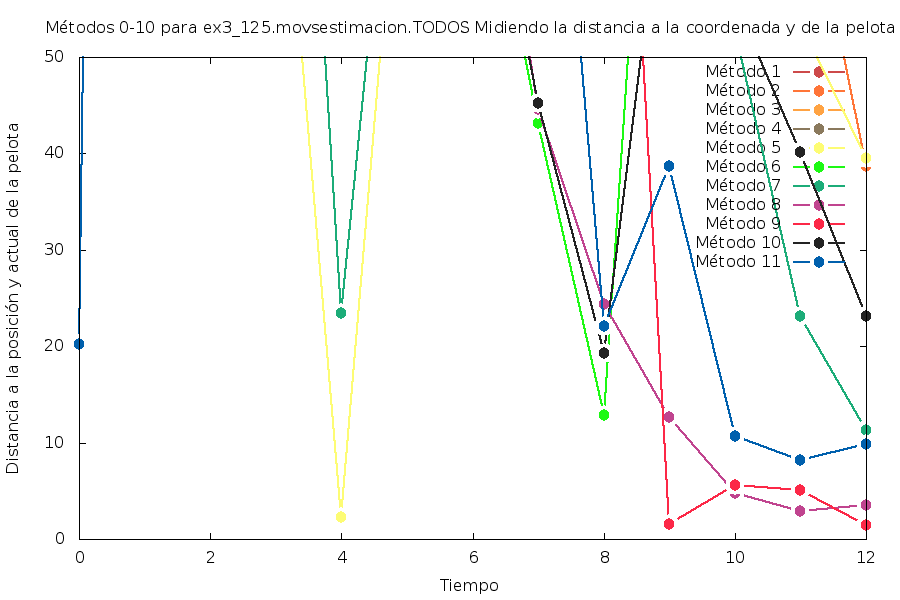 Métodos 0-10 para ex3_125.movsestimacion.TODOS Midiendo la distancia a la coordenada y de la pelota
Distancia a la posición y actual de la pelota
50
40
30
20
10
0
Método 1
Método 2
Método 3
Método 4
Método 5
Método 6
Método 7
Método 8
Método 9
Método 10
Método 11
0 2 4 6 8 10 12
Tiempo